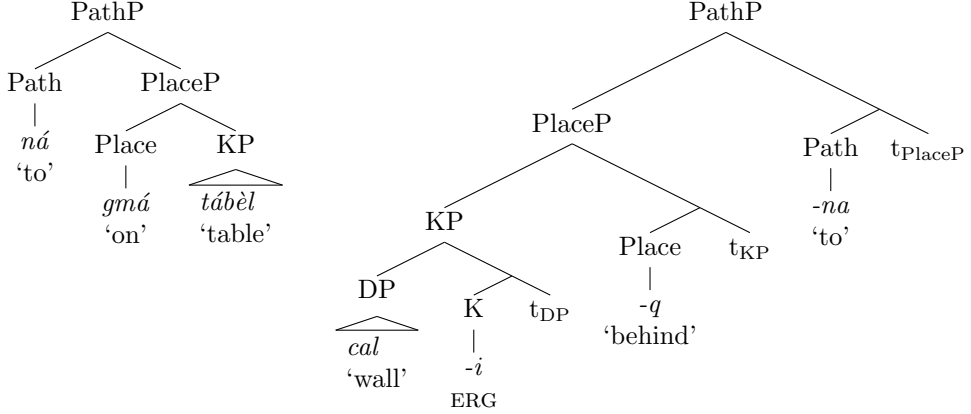 PathP PathP
Path PlaceP
ná
‘to’
Place KP
gmá tábèl
‘on’ ‘table’
PlaceP
Path t_PlaceP
-na
‘to’
KP
Place t_KP
-q
‘behind’
DP
K t_DP
cal
‘wall’
-i
ERG